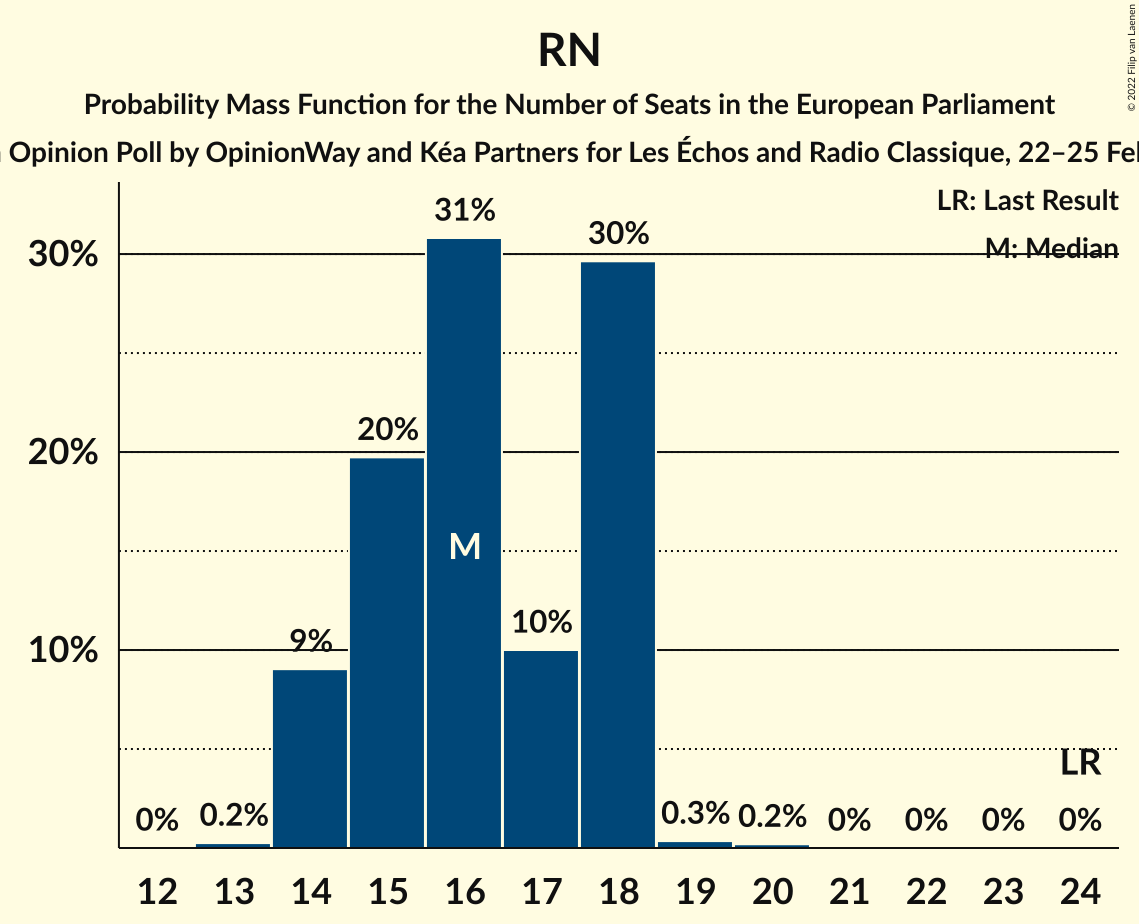 RN
Probability Mass Function for the Number of Seats in the European Parliament
Opinion Poll by OpinionWay and Kéa Partners for Les Échos and Radio Classique, 22–25 Fe
© 2022 Filip van Laenen
LR: Last Result
M: Median
30%
20%
10%
0%
0.2%
9%
20%
31%
M
10%
30%
0.3%
0.2%
0%
0%
0%
LR
0%
12 13 14 15 16 17 18 19 20 21 22 23 24